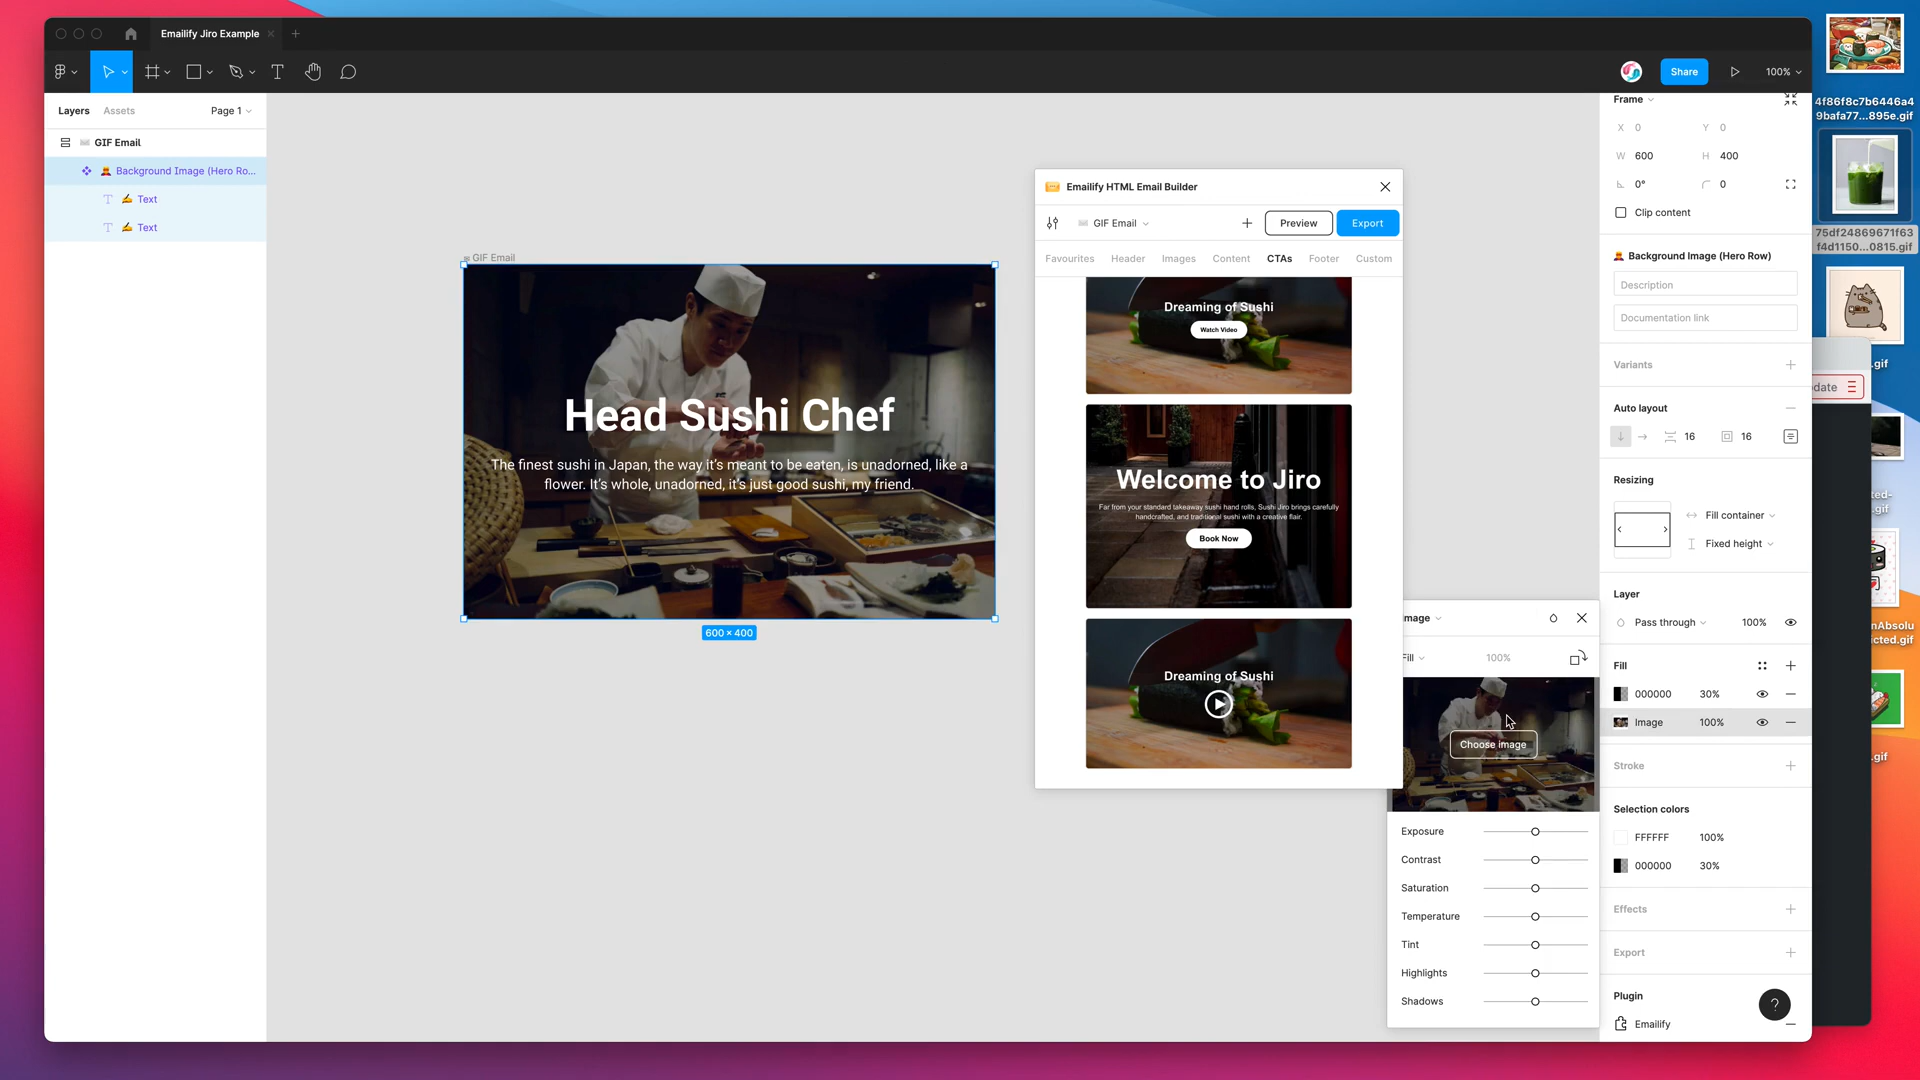 Emailify Jiro Example
100%
Share
Layers
Assets
Page 1
GIF Email
Background Image (Hero Ro...
Text
Text
GIF Email
Head Sushi Chef
The finest sushi in Japan, the way it's meant to be eaten, is unadorned, like a
flower. It's whole, unadorned, it's just good sushi, my friend.
600 × 400
Emailify HTML Email Builder
GIF Email
Preview
Export
Favourites
Header
Images
Content
CTAs
Footer
Custom
Dreaming of Sushi
Watch Video
Welcome to Jiro
Far from your standard takeaway sushi hand rolls, Sushi Jiro brings carefully
handcrafted, and traditional sushi with a creative flair.
Book Now
Dreaming of Sushi
mage
Fill
100%
Choose image
Exposure
Contrast
Saturation
Temperature
Tint
Highlights
Shadows
Frame
X 0
Y 0
W 600
H 400
0°
0
Clip content
Background Image (Hero Row)
Description
Documentation link
Variants
Auto layout
16
16
Resizing
Fill container
Fixed height
Layer
Pass through
100%
Fill
000000 30%
Image 100%
Stroke
Selection colors
FFFFFF 100%
000000 30%
Effects
Export
Plugin
Emailify
?
4f86f8c7b6446a4
9bafa77...895e.gif
75df24869671f63
f4d1150...0815.gif
.gif
date
ted-
.gif
nAbsolu
icted.gif
.gif